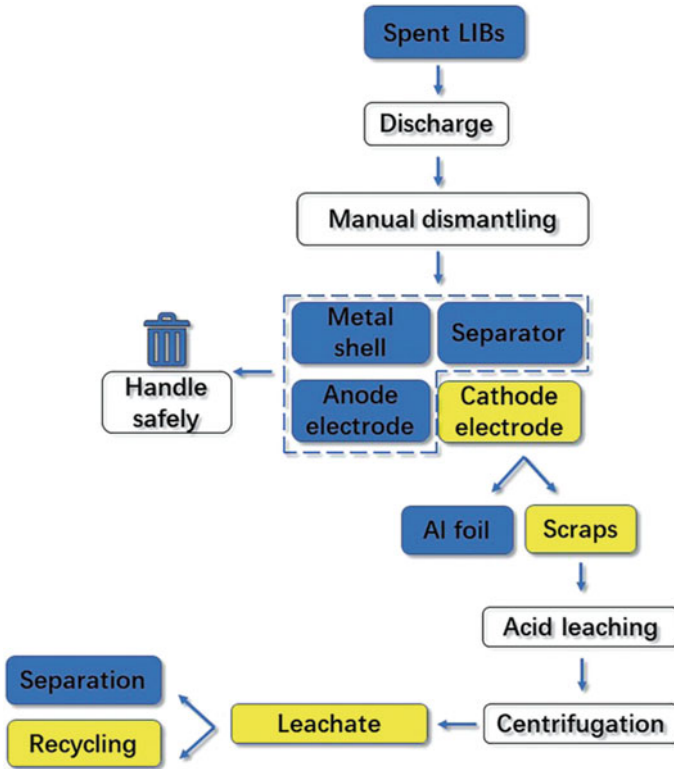 Spent LIBs
Discharge
Manual dismantling
Metal
shell
Separator
Handle
safely
Anode
electrode
Cathode
electrode
Al foil
Scraps
Acid leaching
Separation
Recycling
Leachate
Centrifugation